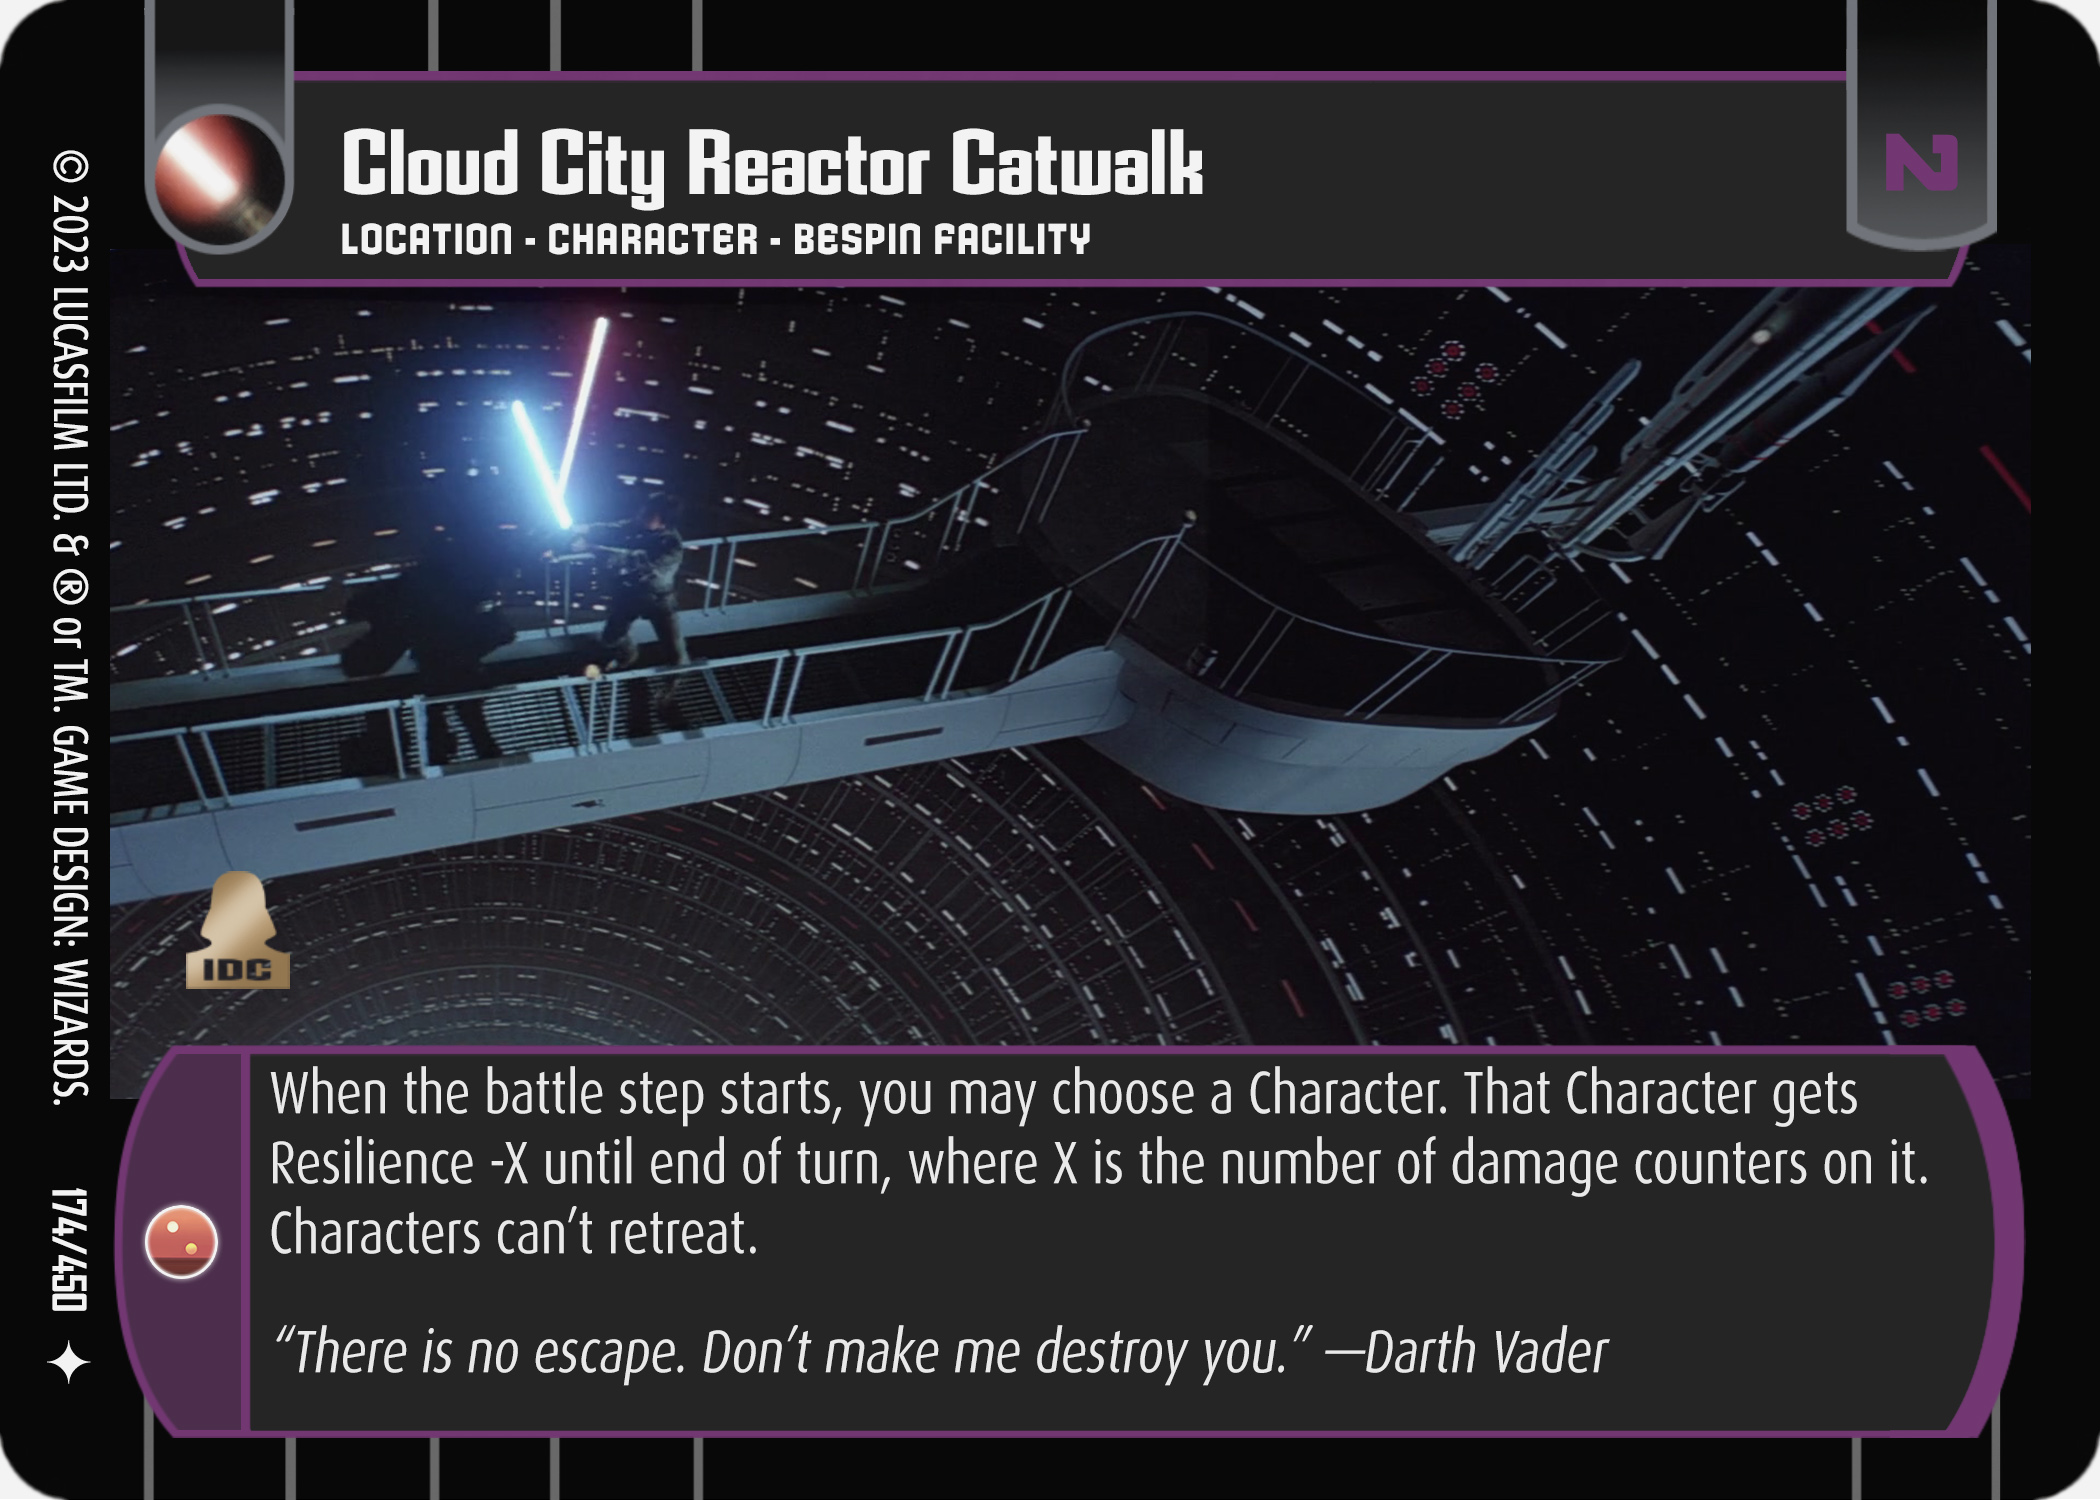 Cloud City Reactor Catwalk
LOCATION - CHARACTER - BESPIN FACILITY
2
IDC
When the battle step starts, you may choose a Character. That Character gets
Resilience -X until end of turn, where X is the number of damage counters on it.
Characters can’t retreat.
“There is no escape. Don’t make me destroy you.” —Darth Vader
© 2023 LUCASFILM LTD. & ® or TM. GAME DESIGN: WIZARDS. 174/450